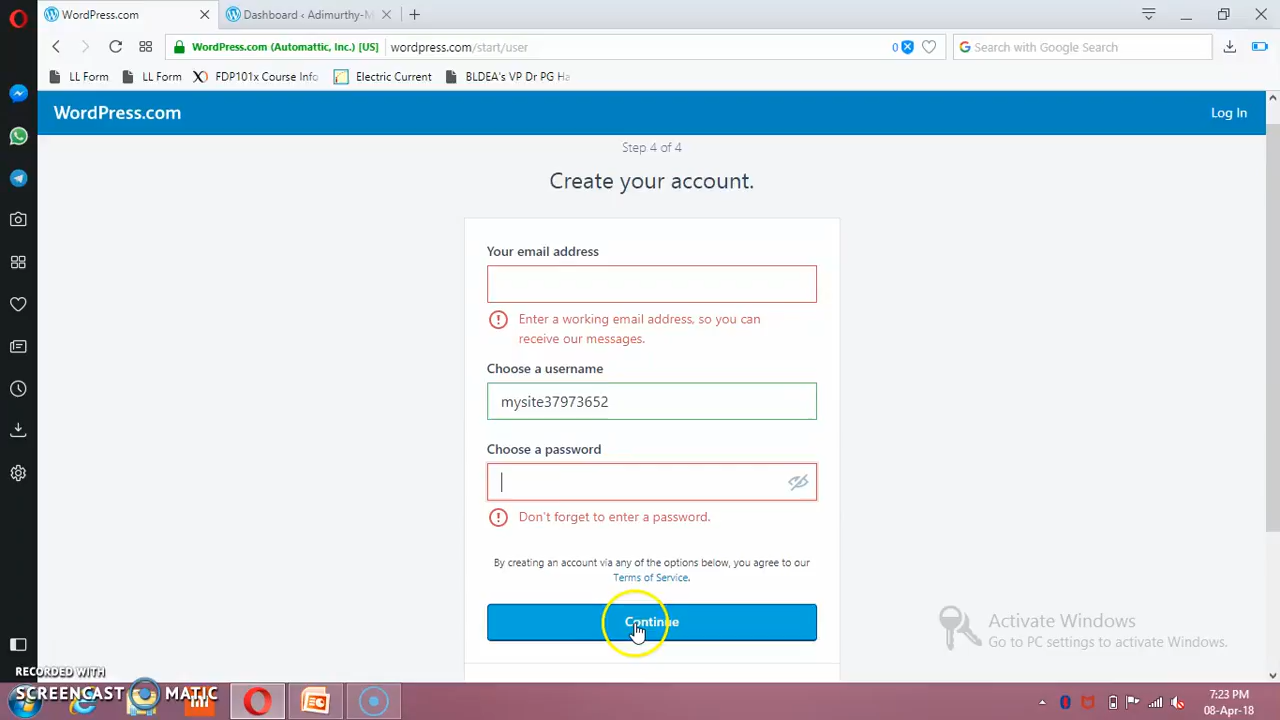 WordPress.com
Dashboard ‹ Adimurthy-M
WordPress.com (Automattic, Inc.) [US]
wordpress.com/start/user
0
Search with Google Search
LL Form
LL Form
FDP101x Course Info
Electric Current
BLDEA's VP Dr PG Ha
WordPress.com
Log In
Step 4 of 4
Create your account.
Your email address
Enter a working email address, so you can
receive our messages.
Choose a username
mysite37973652
Choose a password
Don't forget to enter a password.
By creating an account via any of the options below, you agree to our
Terms of Service.
Continue
Activate Windows
Go to PC settings to activate Windows.
RECORDED WITH
SCREENCAST MATIC
mi
7:23 PM
08-Apr-18